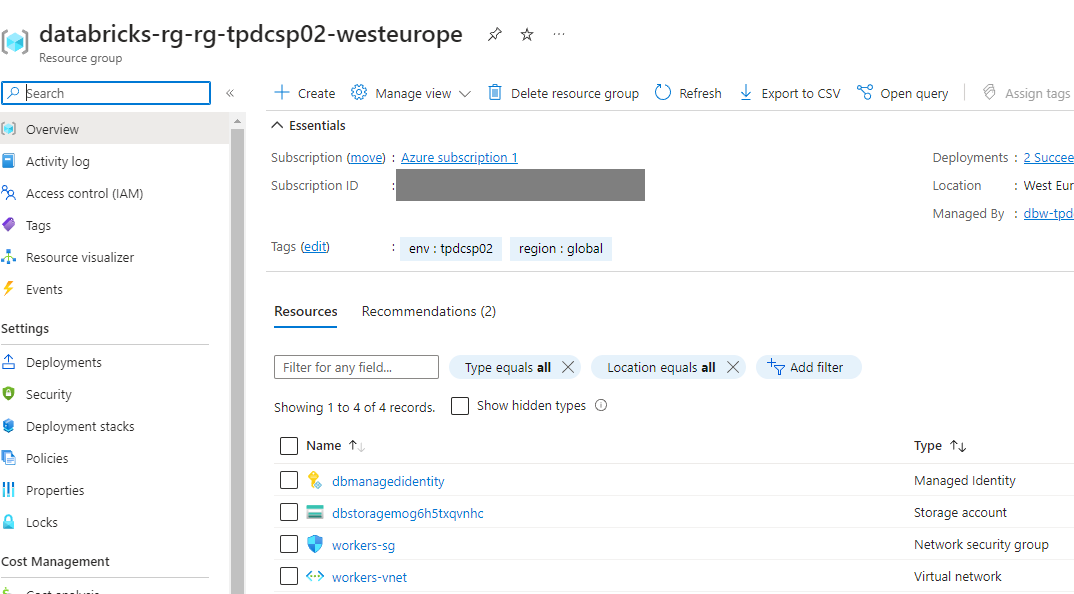 databricks-rg-rg-tpdcsp02-westeurope
Resource group
Search
Create Manage view Delete resource group Refresh Export to CSV Open query Assign tags
Overview
Activity log
Access control (IAM)
Tags
Resource visualizer
Events
Settings
Deployments
Security
Deployment stacks
Policies
Properties
Locks
Cost Management
Cost analysis
Essentials
Subscription (move) : Azure subscription 1
Subscription ID :
Tags (edit) : env : tpdcsp02 region : global
Deployments : 2 Succee
Location : West Eur
Managed By : dbw-tpd
Resources Recommendations (2)
Filter for any field... Type equals all Location equals all Add filter
Showing 1 to 4 of 4 records. Show hidden types
Name Type
dbmanagedidentity Managed Identity
dbstoragemog6h5txqvnhc Storage account
workers-sg Network security group
workers-vnet Virtual network